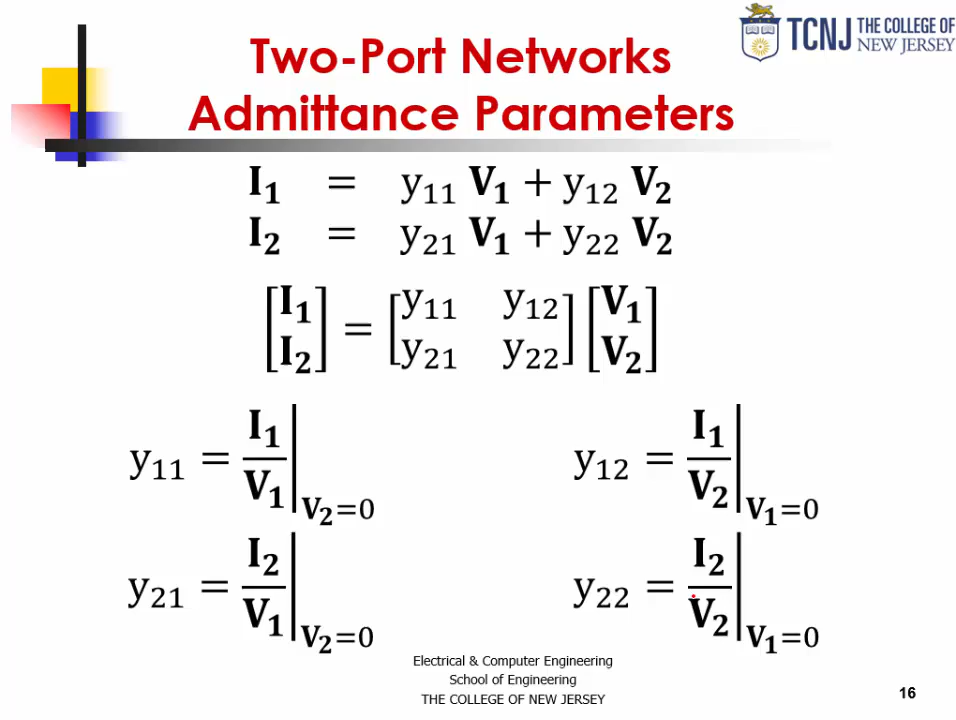 TCNJ THE COLLEGE OF NEW JERSEY
Two-Port Networks
Admittance Parameters
I₁ = y₁₁ V₁ + y₁₂ V₂
I₂ = y₂₁ V₁ + y₂₂ V₂
[I₁ I₂] = [y₁₁ y₁₂ y₂₁ y₂₂] [V₁ V₂]
y₁₁ = I₁/V₁ |V₂=0 y₁₂ = I₁/V₂ |V₁=0
y₂₁ = I₂/V₁ |V₂=0 y₂₂ = I₂/V₂ |V₁=0
Electrical & Computer Engineering
School of Engineering
THE COLLEGE OF NEW JERSEY
16